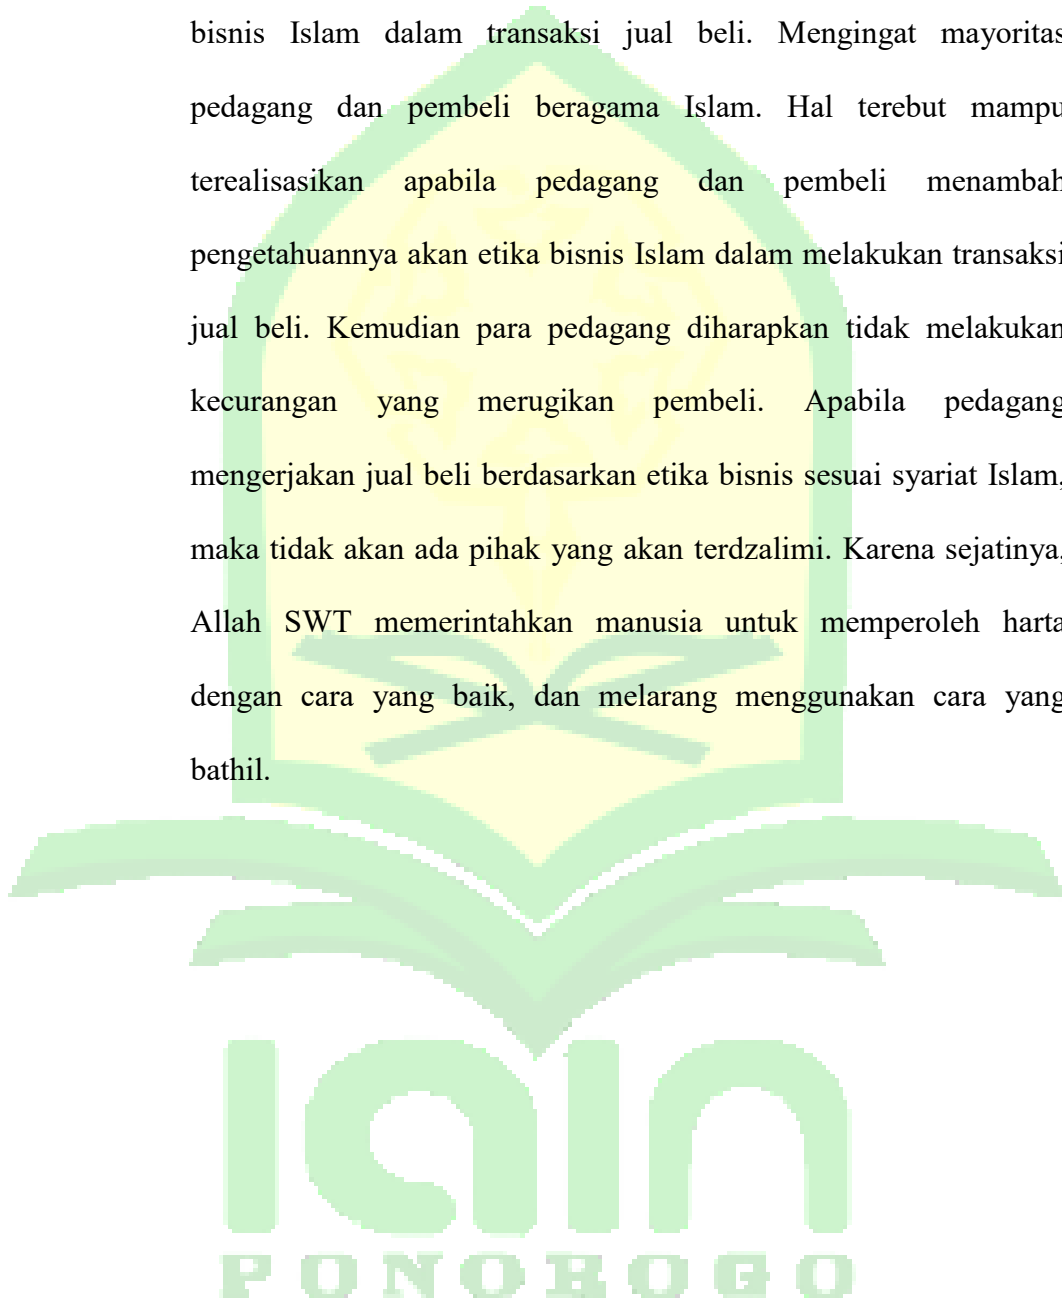 bisnis Islam dalam transaksi jual beli. Mengingat mayoritas
pedagang dan pembeli beragama Islam. Hal terebut mampu
terealisasikan apabila pedagang dan pembeli menambah
pengetahuannya akan etika bisnis Islam dalam melakukan transaksi
jual beli. Kemudian para pedagang diharapkan tidak melakukan
kecurangan yang merugikan pembeli. Apabila pedagang
mengerjakan jual beli berdasarkan etika bisnis sesuai syariat Islam,
maka tidak akan ada pihak yang akan terdzalimi. Karena sejatinya,
Allah SWT memerintahkan manusia untuk memperoleh harta
dengan cara yang baik, dan melarang menggunakan cara yang
bathil.
iain
PONOROGO